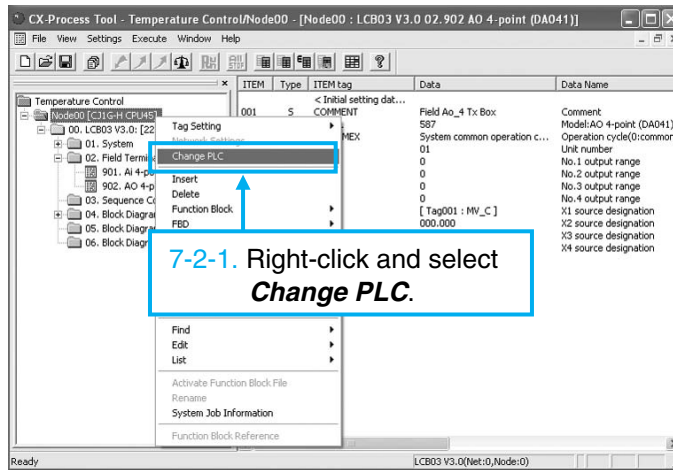 CX-Process Tool - Temperature Control/Node00 - [Node00 : LCB03 V3.0 02.902 AO 4-point (DA041)]
File View Settings Execute Window Help
ITEM Type ITEM tag Data Data Name
Temperature Control
Node00 [CJ1G-H CPU45]
00. LCB03 V3.0: [22
01. System
02. Field Termina
901. Ai 4-po
902. AO 4-p
03. Sequence Co
04. Block Diagra
05. Block Diagra
06. Block Diagr
Tag Setting
Network Settings
Change PLC
Insert
Delete
Function Block
FBD
Find
Edit
List
Activate Function Block File
Rename
System Job Information
Function Block Reference
< Initial setting dat...
001 S COMMENT Field Ao_4 Tx Box Comment
587 Model:AO 4-point (DA041)
MEX System common operation c... Operation cycle(0:common
01 Unit number
0 No.1 output range
0 No.2 output range
0 No.3 output range
0 No.4 output range
[ Tag001 : MV_C ] X1 source designation
000.000 X2 source designation
X3 source designation
X4 source designation
7-2-1. Right-click and select
Change PLC.
Ready LCB03 V3.0(Net:0,Node:0)